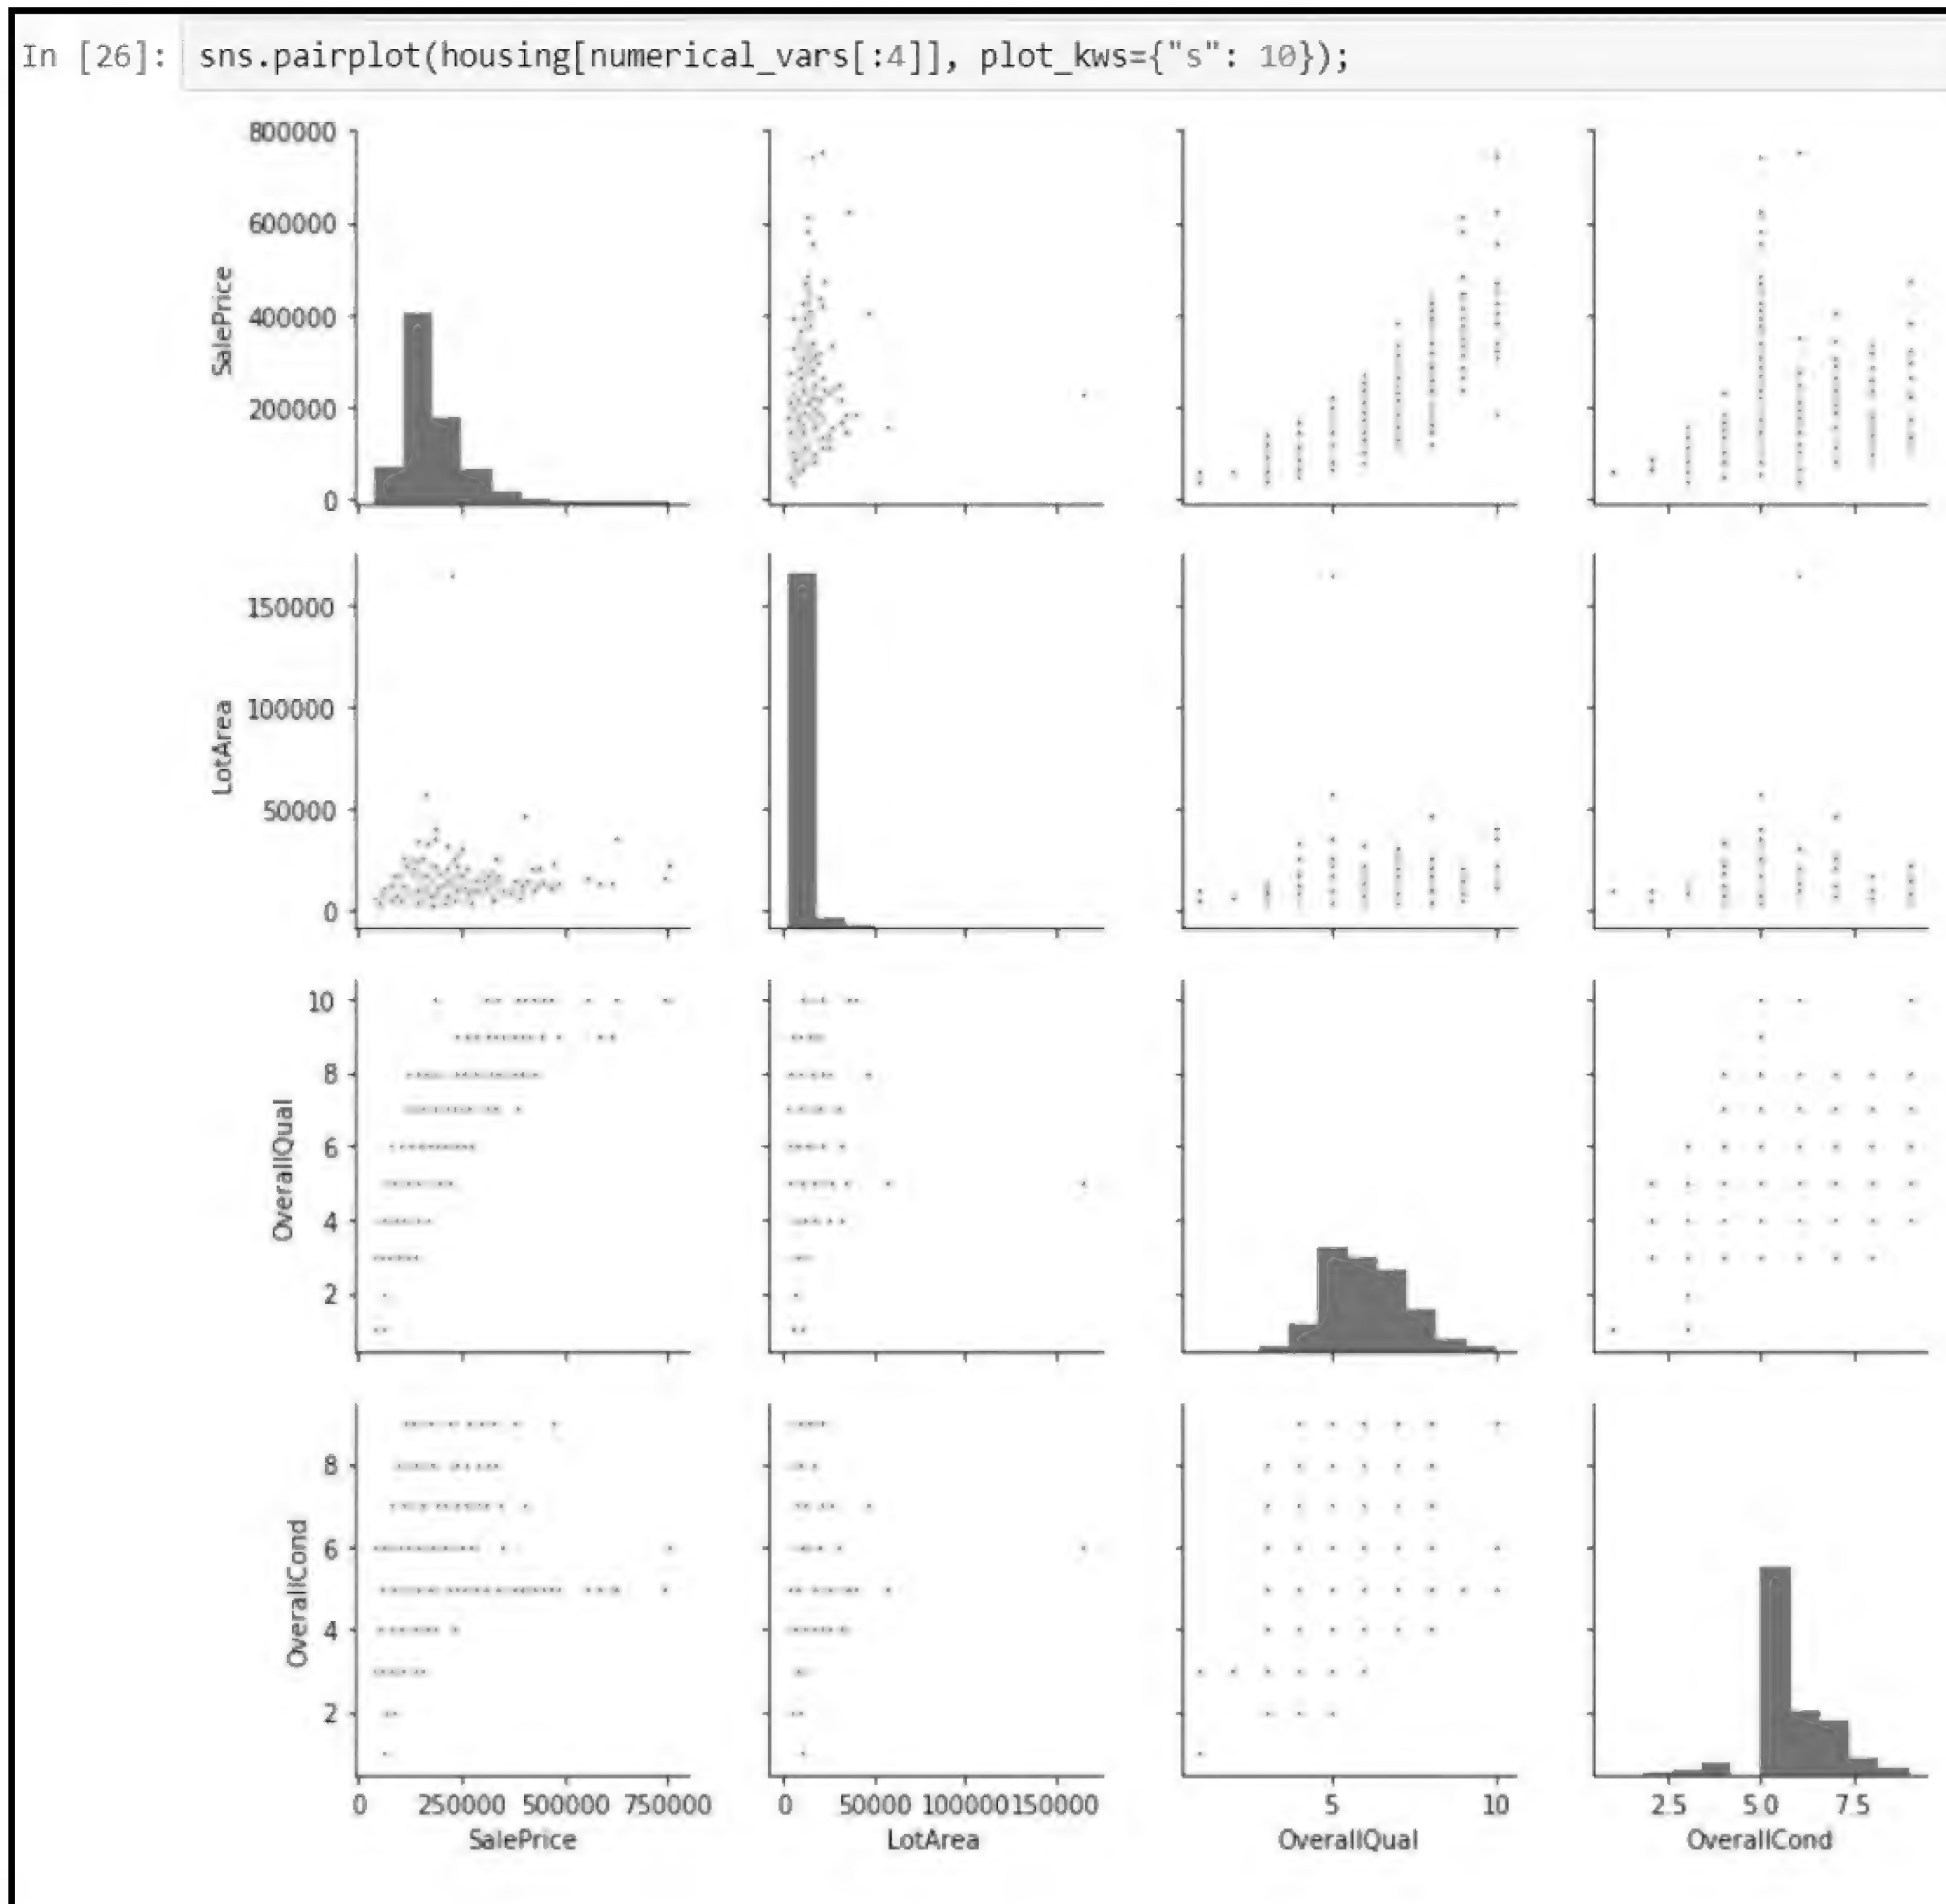 In [26]: sns.pairplot(housing[numerical_vars[:4]], plot_kws={"s": 10});
800000
600000
400000
200000
0
SalePrice
150000
100000
50000
0
LotArea
10
8
6
4
2
OverallQual
8
6
4
2
OverallCond
0 250000 500000 750000 0 50000 100000 150000 5 10 2.5 5.0 7.5
SalePrice LotArea OverallQual OverallCond